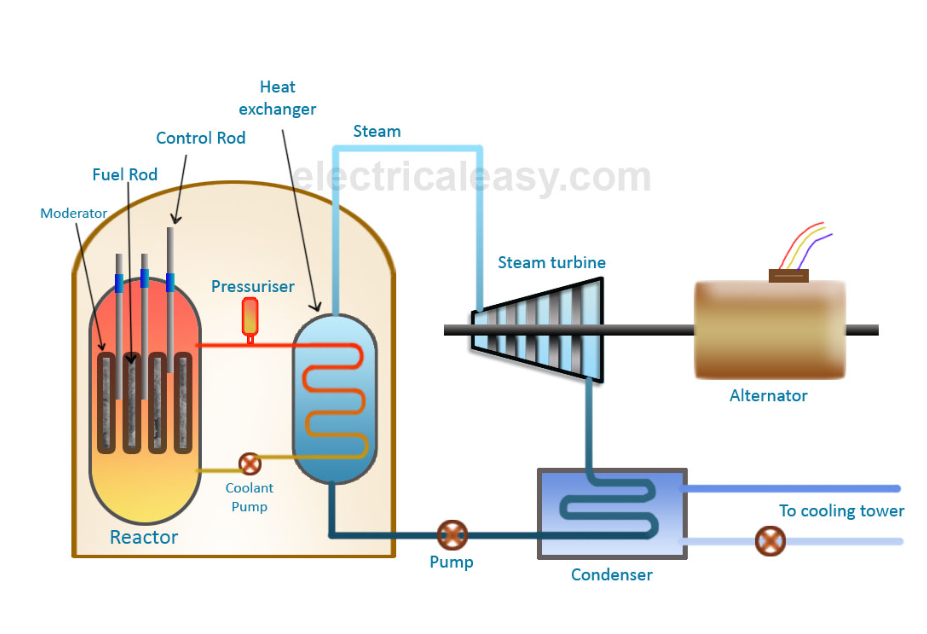 Heat
exchanger
Control Rod
Steam
electricaleasy.com
Fuel Rod
Moderator
Steam turbine
Pressuriser
Alternator
Coolant
Pump
Reactor
To cooling tower
Pump
Condenser